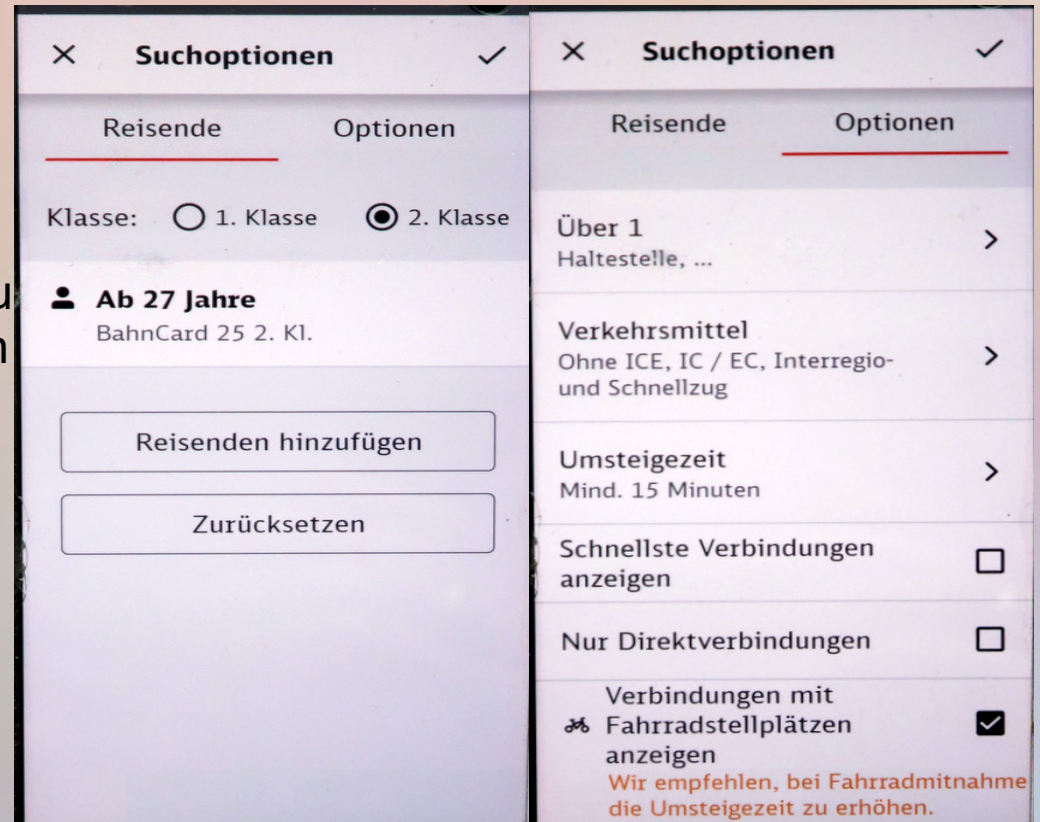 Suchoptionen
Reisende Optionen
Klasse: 1. Klasse 2. Klasse
Ab 27 Jahre
BahnCard 25 2. Kl.
Reisenden hinzufügen
Zurücksetzen
Suchoptionen
Reisende Optionen
Über 1
Haltestelle, ...
Verkehrsmittel
Ohne ICE, IC / EC, Interregio-
und Schnellzug
Umsteigezeit
Mind. 15 Minuten
Schnellste Verbindungen
anzeigen
Nur Direktverbindungen
Verbindungen mit
Fahrradstellplätzen
anzeigen
Wir empfehlen, bei Fahrradmitnahme
die Umsteigezeit zu erhöhen.